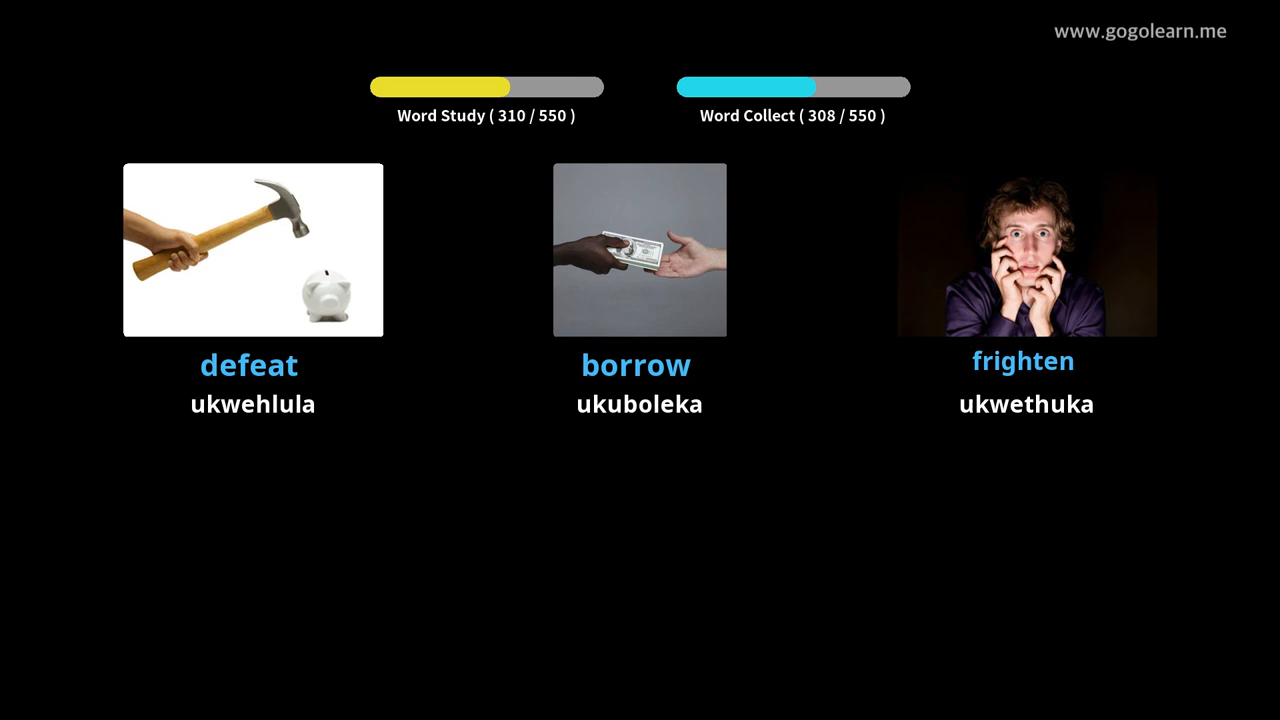 www.gogolearn.me
Word Study ( 310 / 550 )
Word Collect ( 308 / 550 )
defeat
ukwehlula
borrow
ukuboleka
frighten
ukwethuka